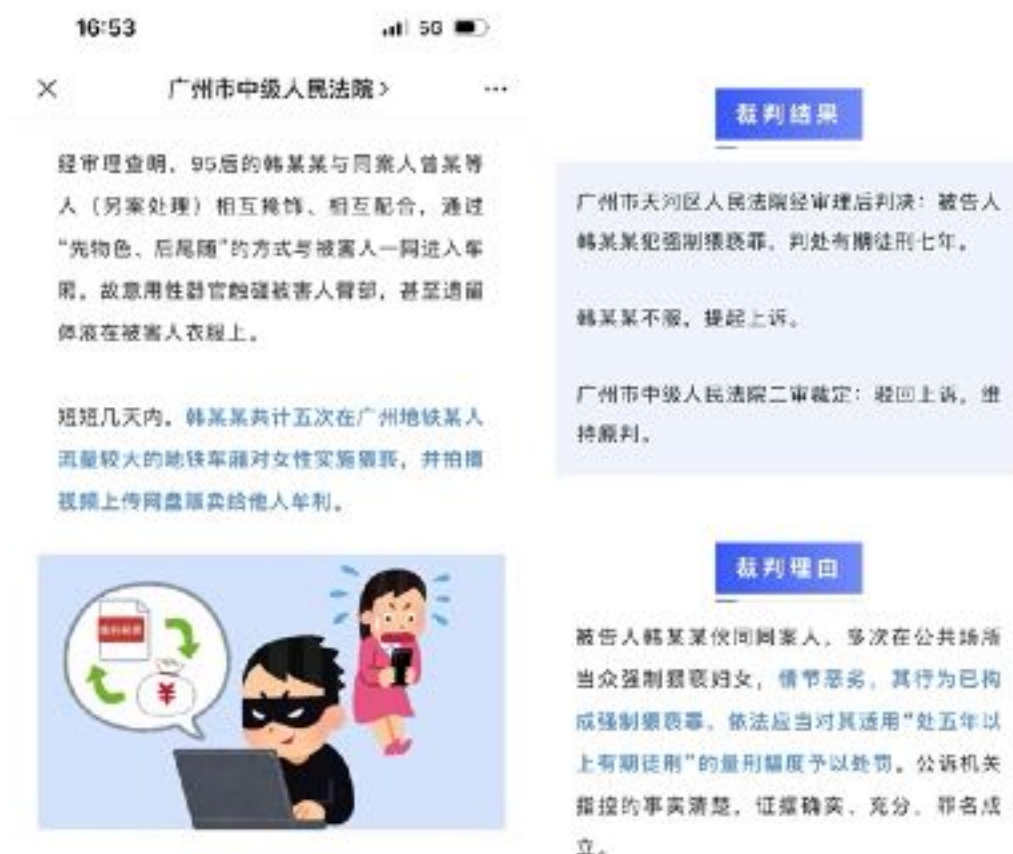 16:53
5G
广州市中级人民法院>
经审理查明，95后的韩某某与同案人曾某等
人（另案处理）相互掩饰、相互配合，通过
“先物色、后尾随”的方式与被害人一同进入车
厢，故意用性器官触碰被害人臀部，甚至遗留
体液在被害人衣服上。
短短几天内，韩某某共计五次在广州地铁某人
流量较大的地铁车厢对女性实施猥亵，并拍摄
视频上传网盘贩卖给他人牟利。
¥
裁判结果
广州市天河区人民法院经审理后判决：被告人
韩某某犯强制猥亵罪，判处有期徒刑七年。
韩某某不服，提起上诉。
广州市中级人民法院二审裁定：驳回上诉，维
持原判。
裁判理由
被告人韩某某伙同同案人，多次在公共场所
当众强制猥亵妇女，情节恶劣，其行为已构
成强制猥亵罪，依法应当对其适用“处五年以
上有期徒刑”的量刑幅度予以处罚。公诉机关
指控的事实清楚，证据确实、充分，罪名成
立。